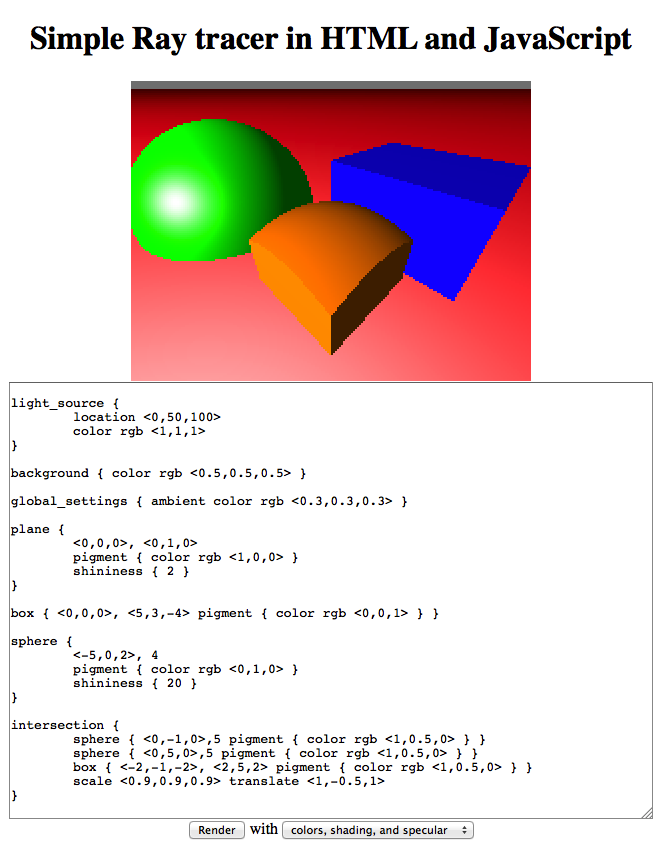 Simple Ray tracer in HTML and JavaScript
light_source {
location <0,50,100>
color rgb <1,1,1>
}
background { color rgb <0.5,0.5,0.5> }
global_settings { ambient color rgb <0.3,0.3,0.3> }
plane {
<0,0,0>, <0,1,0>
pigment { color rgb <1,0,0> }
shininess { 2 }
}
box { <0,0,0>, <5,3,-4> pigment { color rgb <0,0,1> } }
sphere {
<-5,0,2>, 4
pigment { color rgb <0,1,0> }
shininess { 20 }
}
intersection {
sphere { <0,-1,0>,5 pigment { color rgb <1,0.5,0> } }
sphere { <0,5,0>,5 pigment { color rgb <1,0.5,0> } }
box { <-2,-1,-2>, <2,5,2> pigment { color rgb <1,0.5,0> } }
scale <0.9,0.9,0.9> translate <1,-0.5,1>
}
Render with colors, shading, and specular